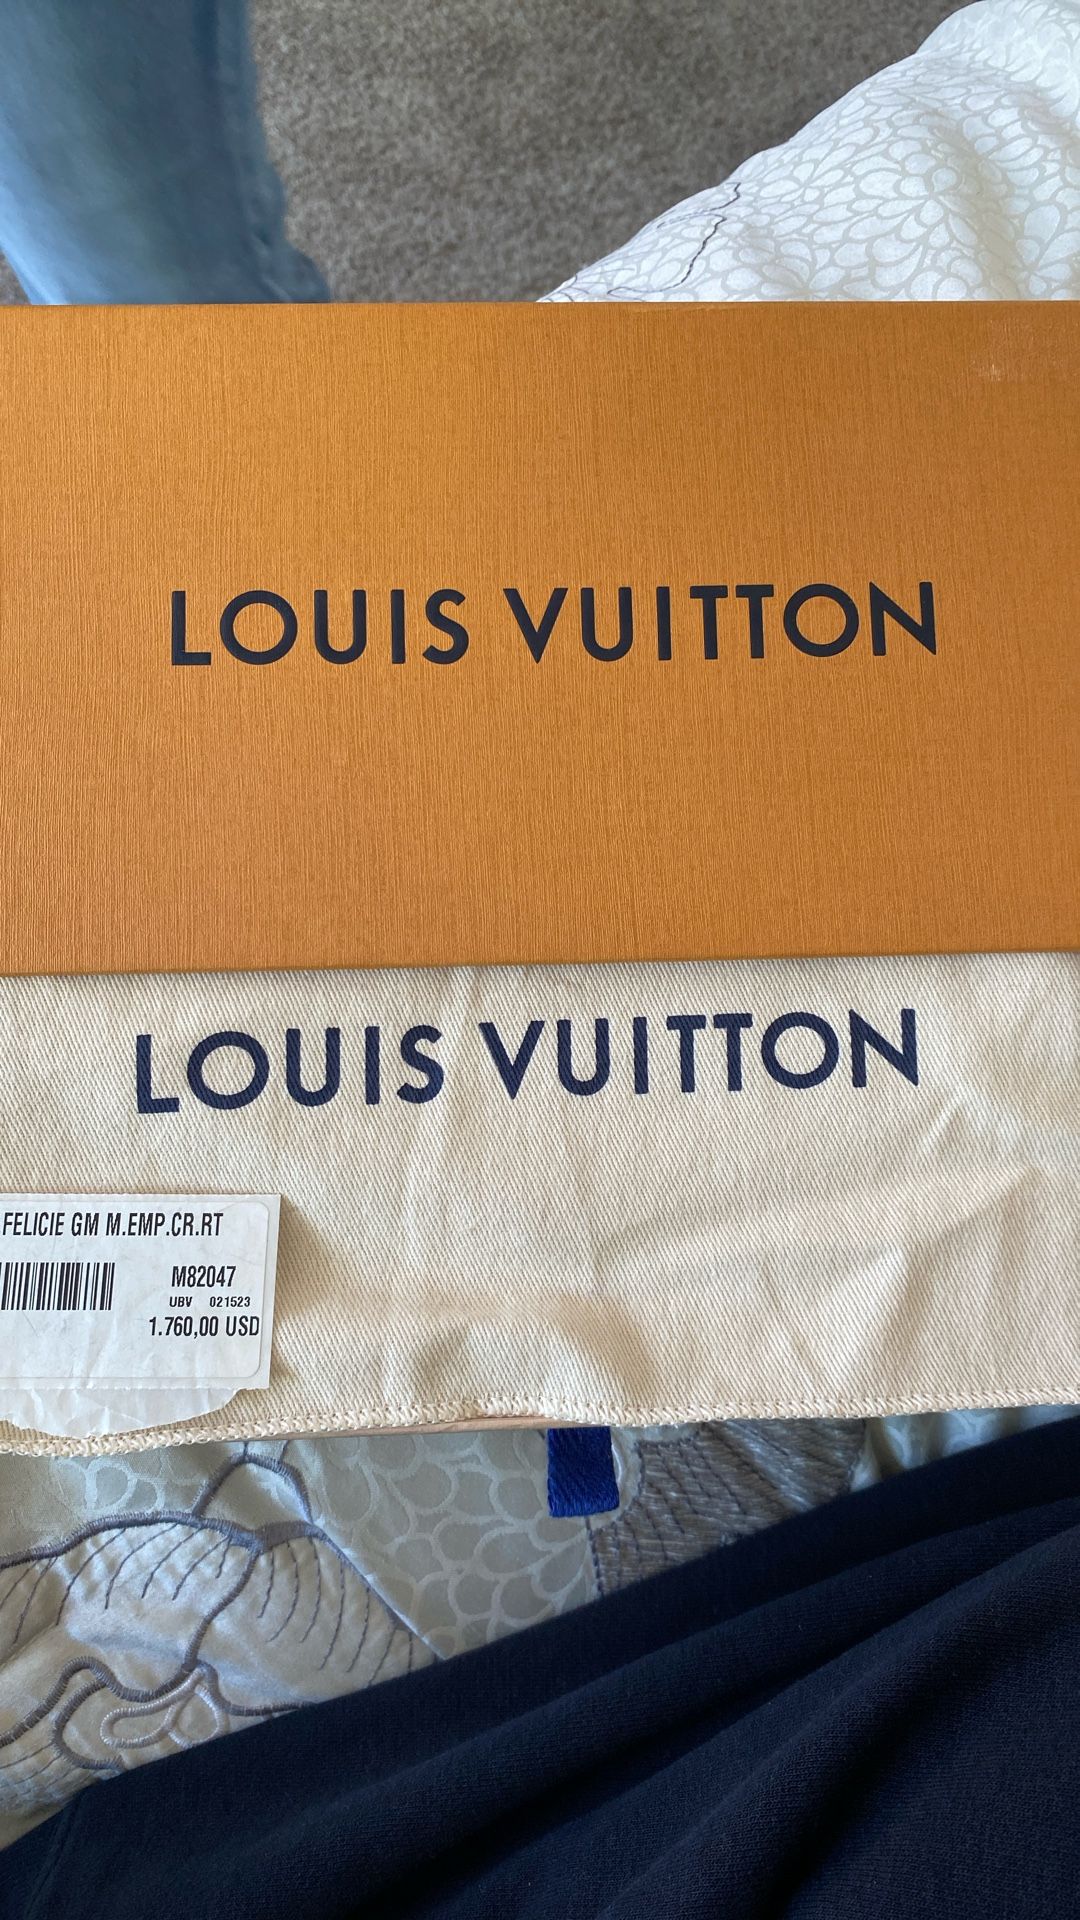 LOUIS VUITTON
LOUIS VUITTON
FELICIE GM M.EMP.CR.RT
M82047
UBV 021523
1.760,00 USD